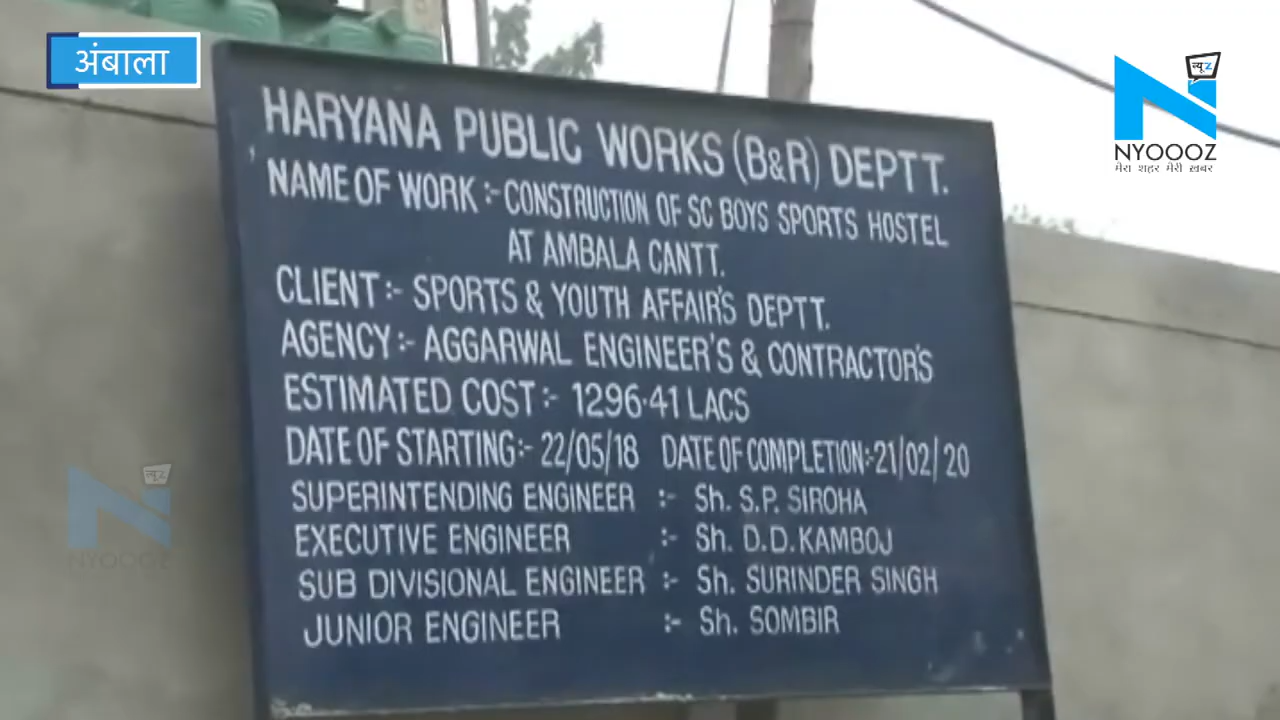 अंबाला
न्यूz
NYOOOZ
मेरा शहर मेरी ख़बर
HARYANA PUBLIC WORKS (B&R) DEPTT.
NAME OF WORK :- CONSTRUCTION OF SC BOYS SPORTS HOSTEL
AT AMBALA CANTT.
CLIENT :- SPORTS & YOUTH AFFAIR'S DEPTT.
AGENCY :- AGGARWAL ENGINEER'S & CONTRACTOR'S
ESTIMATED COST :- 1296.41 LACS
DATE OF STARTING :- 22/05/18 DATE OF COMPLETION :- 21/02/20
SUPERINTENDING ENGINEER :- Sh. S.P. SIROHA
EXECUTIVE ENGINEER :- Sh. D.D. KAMBOJ
SUB DIVISIONAL ENGINEER :- Sh. SURINDER SINGH
JUNIOR ENGINEER :- Sh. SOMBIR
न्यूz
NYOOOZ